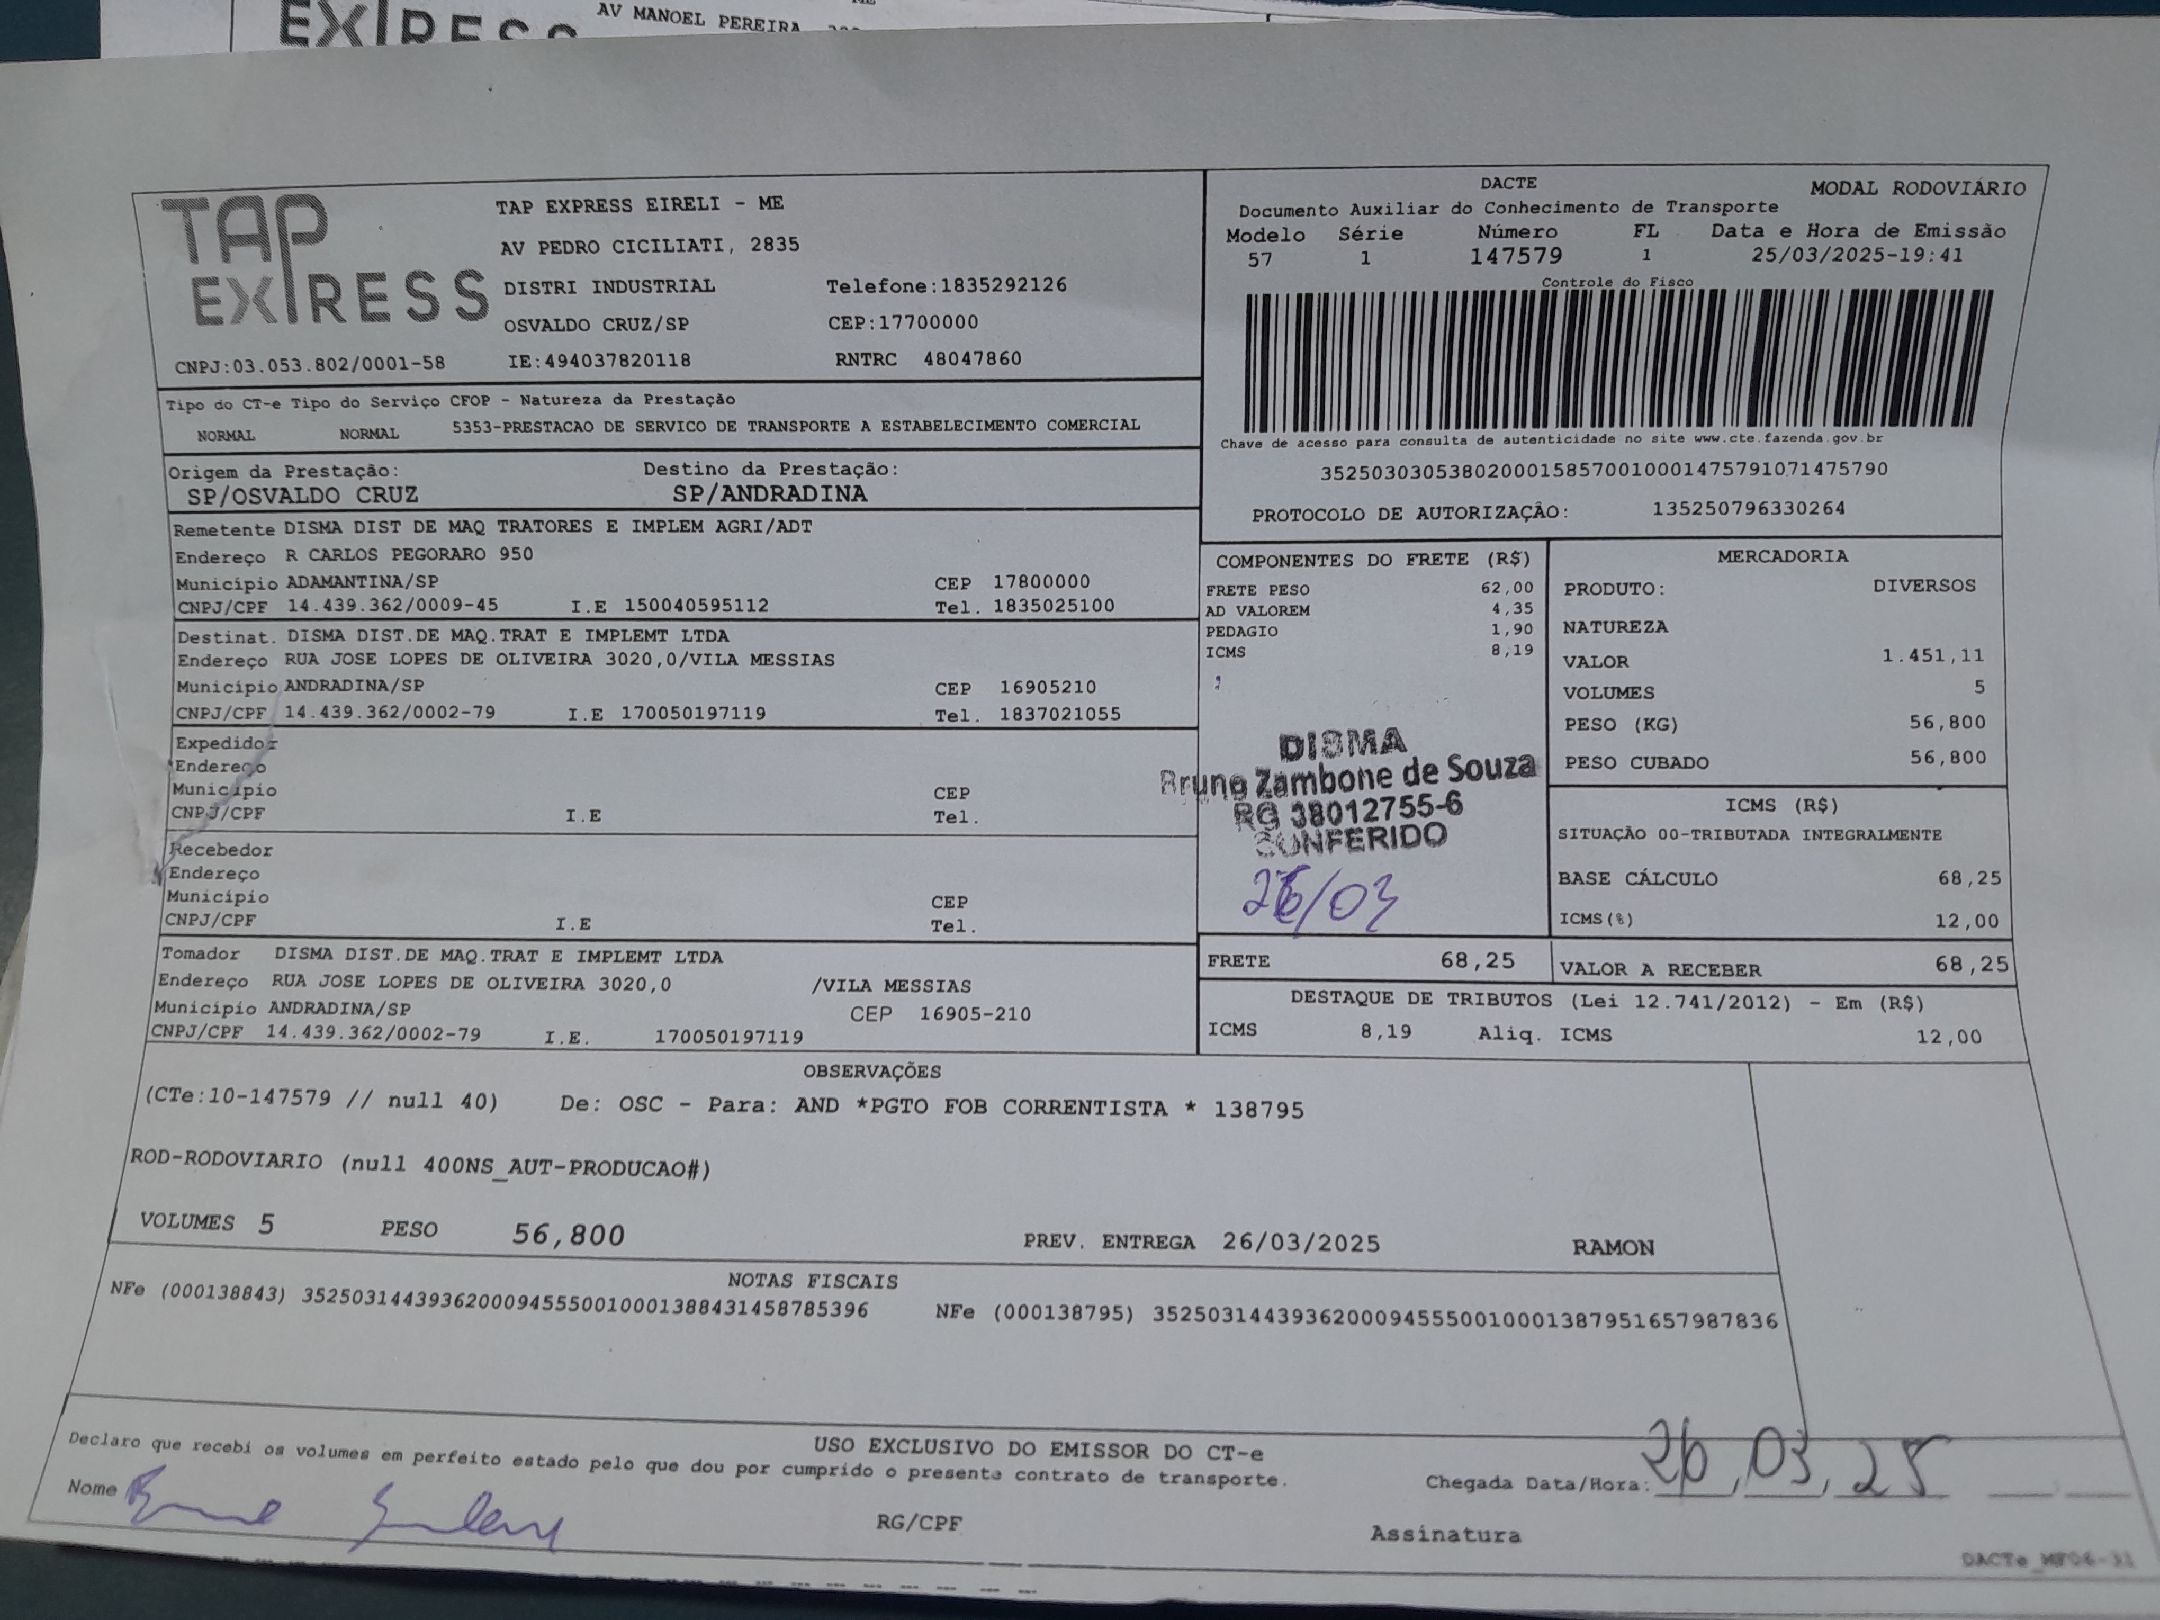 AV MANOEL PEREIRA
TAP
EXPRESS
TAP EXPRESS EIRELI - ME
AV PEDRO CICILIATI, 2835
DISTRI INDUSTRIAL Telefone:1835292126
OSVALDO CRUZ/SP CEP:17700000
CNPJ:03.053.802/0001-58 IE:494037820118 RNTRC 48047860
DACTE MODAL RODOVIÁRIO
Documento Auxiliar do Conhecimento de Transporte
Modelo Série Número FL Data e Hora de Emissão
57 1 147579 1 25/03/2025-19:41
Controle do Fisco
Chave de acesso para consulta de autenticidade no site www.cte.fazenda.gov.br
35250303053802000158570010001475791071475790
PROTOCOLO DE AUTORIZAÇÃO: 135250796330264
Tipo do CT-e Tipo do Serviço CFOP - Natureza da Prestação
NORMAL NORMAL 5353-PRESTACAO DE SERVICO DE TRANSPORTE A ESTABELECIMENTO COMERCIAL
Origem da Prestação: Destino da Prestação:
SP/OSVALDO CRUZ SP/ANDRADINA
Remetente DISMA DIST DE MAQ TRATORES E IMPLEM AGRI/ADT
Endereço R CARLOS PEGORARO 950
Município ADAMANTINA/SP CEP 17800000
CNPJ/CPF 14.439.362/0009-45 I.E 150040595112 Tel. 1835025100
Destinat. DISMA DIST.DE MAQ.TRAT E IMPLEMT LTDA
Endereço RUA JOSE LOPES DE OLIVEIRA 3020,0/VILA MESSIAS
Município ANDRADINA/SP CEP 16905210
CNPJ/CPF 14.439.362/0002-79 I.E 170050197119 Tel. 1837021055
Expedidor
Endereço
Município CEP
CNPJ/CPF I.E Tel.
Recebedor
Endereço
Município CEP
CNPJ/CPF I.E Tel.
Tomador DISMA DIST.DE MAQ.TRAT E IMPLEMT LTDA
Endereço RUA JOSE LOPES DE OLIVEIRA 3020,0 /VILA MESSIAS
Município ANDRADINA/SP CEP 16905-210
CNPJ/CPF 14.439.362/0002-79 I.E. 170050197119
COMPONENTES DO FRETE (R$)
FRETE PESO 62,00
AD VALOREM 4,35
PEDAGIO 1,90
ICMS 8,19
DISMA
Bruno Zambone de Souza
RG 38012755-6
CONFERIDO
26/03
MERCADORIA
PRODUTO: DIVERSOS
NATUREZA
VALOR 1.451,11
VOLUMES 5
PESO (KG) 56,800
PESO CUBADO 56,800
ICMS (R$)
SITUAÇÃO 00-TRIBUTADA INTEGRALMENTE
BASE CÁLCULO 68,25
ICMS(%) 12,00
FRETE 68,25 VALOR A RECEBER 68,25
DESTAQUE DE TRIBUTOS (Lei 12.741/2012) - Em (R$)
ICMS 8,19 Aliq. ICMS 12,00
OBSERVAÇÕES
(CTe:10-147579 // null 40) De: OSC - Para: AND *PGTO FOB CORRENTISTA * 138795
ROD-RODOVIARIO (null 400NS_AUT-PRODUCAO#)
VOLUMES 5 PESO 56,800 PREV. ENTREGA 26/03/2025 RAMON
NOTAS FISCAIS
NFe (000138843) 35250314439362000945550010001388431458785396 NFe (000138795) 35250314439362000945550010001387951657987836
USO EXCLUSIVO DO EMISSOR DO CT-e
Declaro que recebi os volumes em perfeito estado pelo que dou por cumprido o presente contrato de transporte.
Chegada Data/Hora: 26,03,25
Nome RG/CPF Assinatura
DACTe_MF06-31